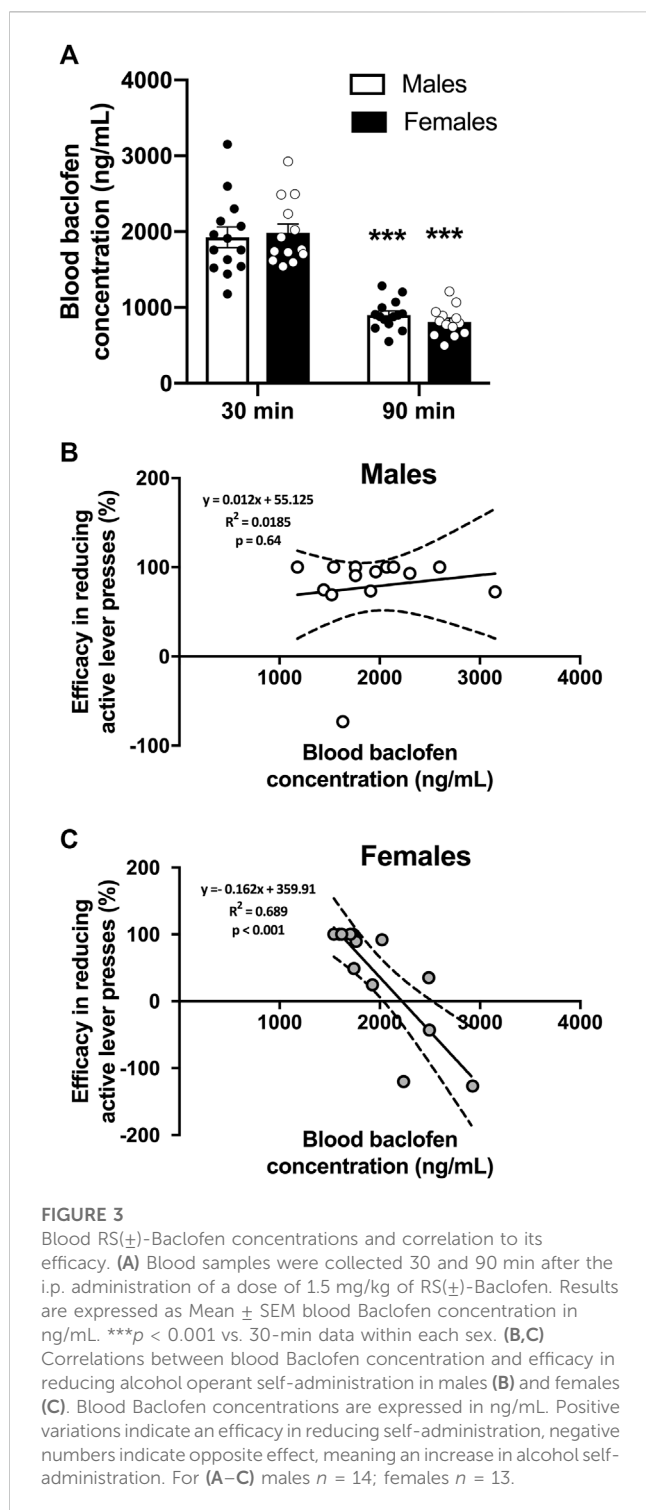 A
Blood baclofen
concentration (ng/mL)
4000
3000
2000
1000
0
Males
Females
***
***
30 min
90 min
B
Males
Efficacy in reducing
active lever presses (%)
y = 0.012x + 55.125
R² = 0.0185
p = 0.64
200
100
0
-100
1000
2000
3000
4000
Blood baclofen
concentration (ng/mL)
C
Females
Efficacy in reducing
active lever presses (%)
y =- 0.162x + 359.91
R² = 0.689
p < 0.001
200
100
0
-100
-200
1000
2000
3000
4000
Blood baclofen
concentration (ng/mL)
FIGURE 3
Blood RS(±)-Baclofen concentrations and correlation to its
efficacy. (A) Blood samples were collected 30 and 90 min after the
i.p. administration of a dose of 1.5 mg/kg of RS(±)-Baclofen. Results
are expressed as Mean ± SEM blood Baclofen concentration in
ng/mL. ***p < 0.001 vs. 30-min data within each sex. (B,C)
Correlations between blood Baclofen concentration and efficacy in
reducing alcohol operant self-administration in males (B) and females
(C). Blood Baclofen concentrations are expressed in ng/mL. Positive
variations indicate an efficacy in reducing self-administration, negative
numbers indicate opposite effect, meaning an increase in alcohol self-
administration. For (A–C) males n = 14; females n = 13.